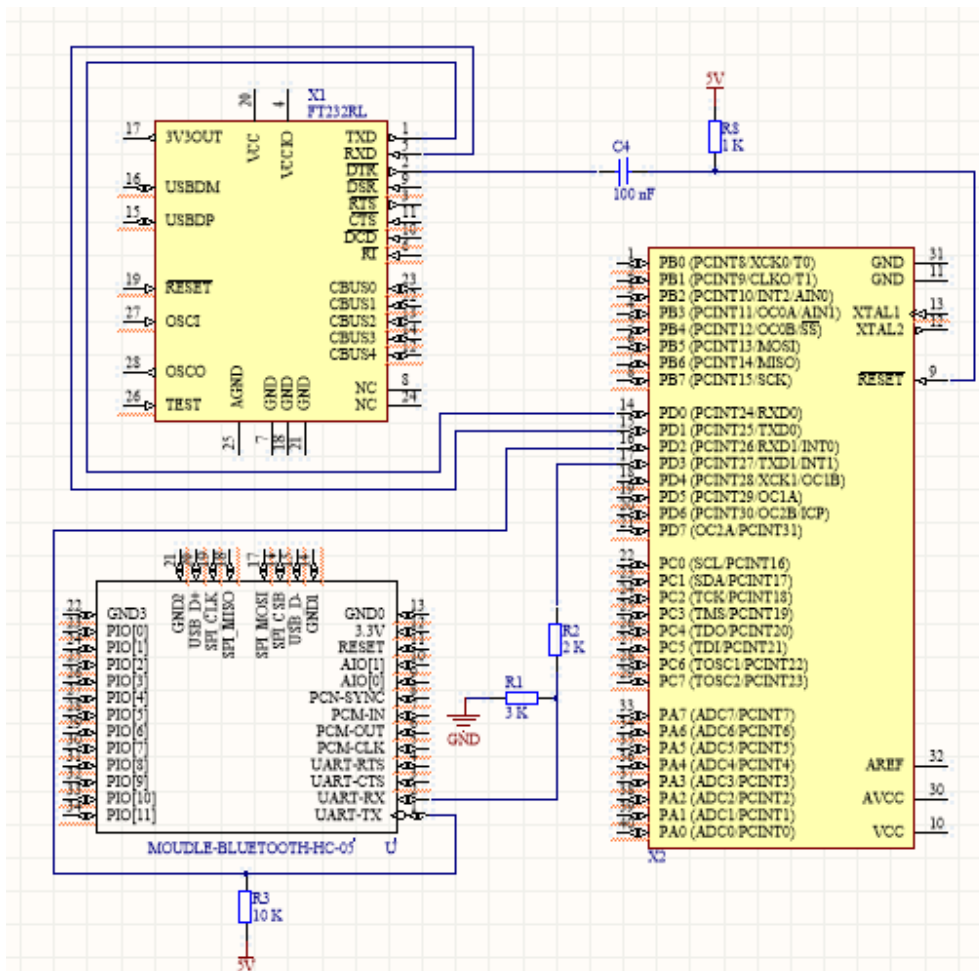 X1
FT232RL
20
VCC
4
VCCIO
17
3V3OUT
16
USBDM
15
USBDP
19
RESET
27
OSCI
28
OSCO
26
TEST
TXD
1
RXD
5
DTR
2
DSR
9
RTS
3
CTS
11
DCD
10
RI
6
CBUS0
23
CBUS1
CBUS2
CBUS3
CBUS4
NC
8
NC
24
AGND
25
GND
7
GND
18
GND
21
C4
100 nF
5V
R8
1 K
PB0 (PCINT8/XCK0/T0)
PB1 (PCINT9/CLKO/T1)
PB2 (PCINT10/INT2/AIN0)
PB3 (PCINT11/OC0A/AIN1)
PB4 (PCINT12/OC0B/SS)
PB5 (PCINT13/MOSI)
PB6 (PCINT14/MISO)
PB7 (PCINT15/SCK)
14
PD0 (PCINT24/RXD0)
PD1 (PCINT25/TXD0)
PD2 (PCINT26/RXD1/INT0)
PD3 (PCINT27/TXD1/INT1)
PD4 (PCINT28/XCK1/OC1B)
PD5 (PCINT29/OC1A)
PD6 (PCINT30/OC2B/ICP)
PD7 (OC2A/PCINT31)
22
PC0 (SCL/PCINT16)
PC1 (SDA/PCINT17)
PC2 (TCK/PCINT18)
PC3 (TMS/PCINT19)
PC4 (TDO/PCINT20)
PC5 (TDI/PCINT21)
PC6 (TOSC1/PCINT22)
PC7 (TOSC2/PCINT23)
33
PA7 (ADC7/PCINT7)
PA6 (ADC6/PCINT6)
PA5 (ADC5/PCINT5)
PA4 (ADC4/PCINT4)
PA3 (ADC3/PCINT3)
PA2 (ADC2/PCINT2)
PA1 (ADC1/PCINT1)
PA0 (ADC0/PCINT0)
GND
31
GND
11
XTAL1
13
XTAL2
12
RESET
9
AREF
32
AVCC
30
VCC
10
X2
21
GND2
USB D+
SPI_CLK
SPI_MISO
17
SPI_MOSI
SPI_CSB
USB D-
GND1
22
GND3
PIO[0]
PIO[1]
PIO[2]
PIO[3]
PIO[4]
PIO[5]
PIO[6]
PIO[7]
PIO[8]
PIO[9]
PIO[10]
PIO[11]
GND0
13
3.3V
RESET
AIO[1]
AIO[0]
PCN-SYNC
PCM-IN
PCM-OUT
PCM-CLK
UART-RTS
UART-CTS
UART-RX
UART-TX
MOUDLE-BLUETOOTH-HC-05
U
R2
2 K
R1
3 K
GND
R3
10 K
5V